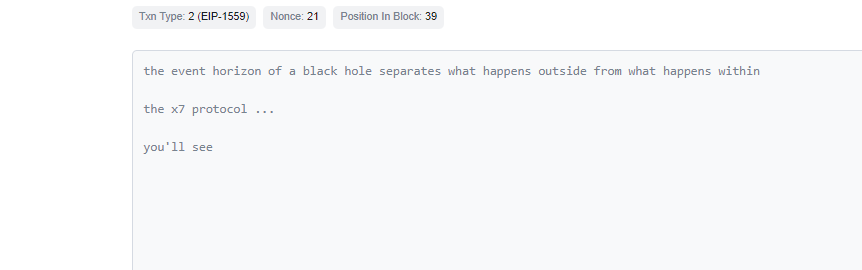 Txn Type: 2 (EIP-1559) Nonce: 21 Position In Block: 39
the event horizon of a black hole separates what happens outside from what happens within
the x7 protocol ...
you'll see